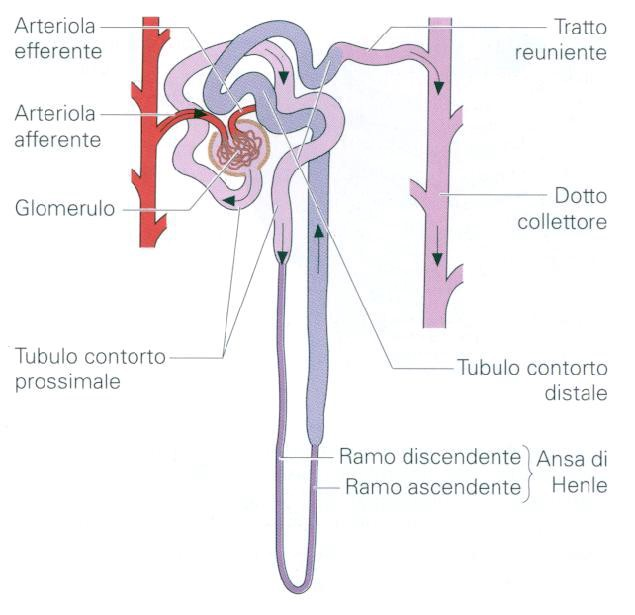 Arteriola
efferente
Arteriola
afferente
Glomerulo
Tubulo contorto
prossimale
Tratto
reuniente
Dotto
collettore
Tubulo contorto
distale
Ramo discendente
Ramo ascendente
Ansa di
Henle